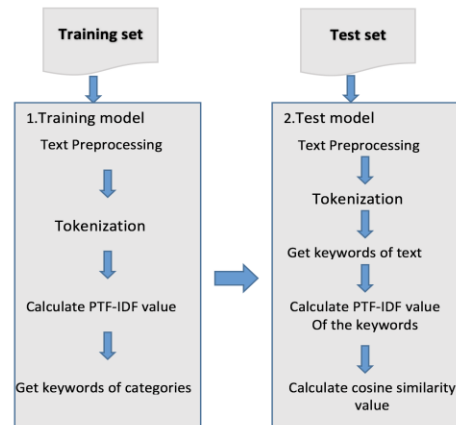 Training set
1.Training model
Text Preprocessing
Tokenization
Calculate PTF-IDF value
Get keywords of categories
Test set
2.Test model
Text Preprocessing
Tokenization
Get keywords of text
Calculate PTF-IDF value
Of the keywords
Calculate cosine similarity
value